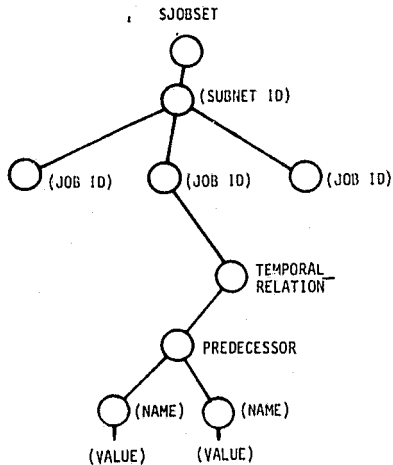 SJOBSET
(SUBNET ID)
(JOB ID) (JOB ID) (JOB ID)
TEMPORAL_
RELATION
PREDECESSOR
(NAME) (NAME)
(VALUE) (VALUE)